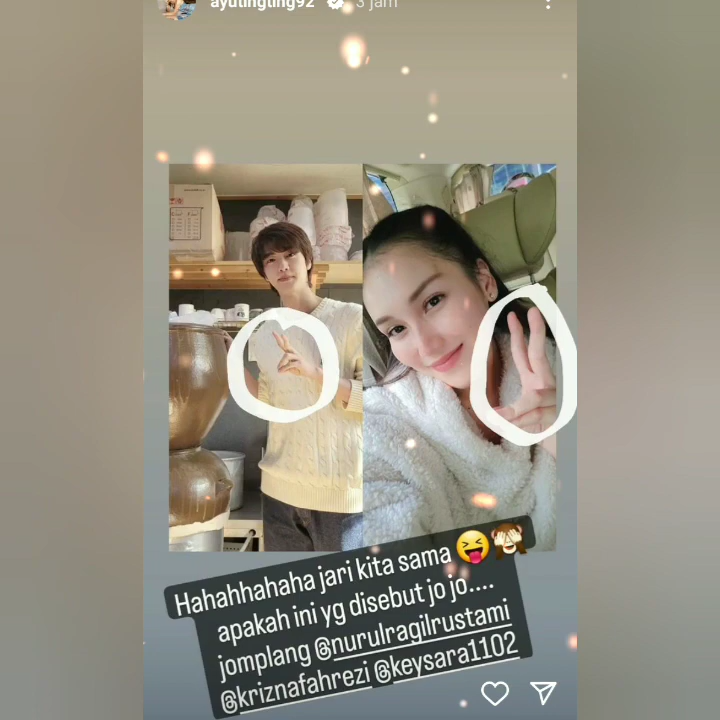 ayutingting92 3 jam
Hahahhahaha jari kita sama 😝🙈
apakah ini yg disebut jo jo....
jomplang @nurulragilrustami
@kriznafahrezi @keysara1102